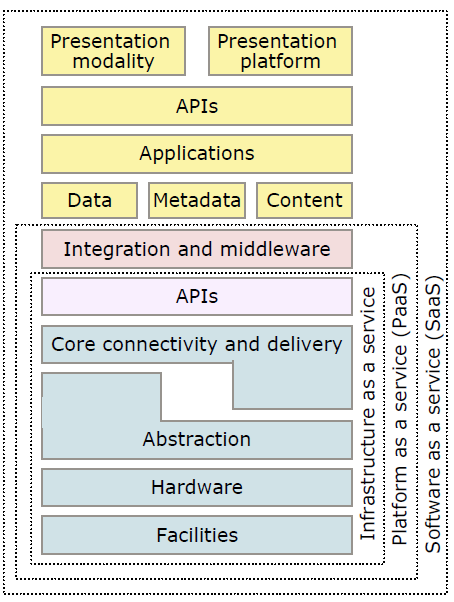 Presentation modality
Presentation platform
APIs
Applications
Data
Metadata
Content
Integration and middleware
APIs
Core connectivity and delivery
Abstraction
Hardware
Facilities
Infrastructure as a service
Platform as a service (PaaS)
Software as a service (SaaS)